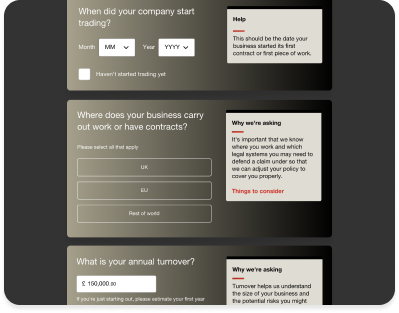 When did your company start
trading?
Month MM Year YYYY
Haven't started trading yet
Help
This should be the date your
business started its first
contract or first piece of work.
Where does your business carry
out work or have contracts?
Please select all that apply
UK
EU
Rest of world
Why we're asking
It's important that we know
where you work and which
legal systems you may need to
defend a claim under so that
we can adjust your policy to
cover you properly.
Things to consider
What is your annual turnover?
£ 150,000.00
If you're just starting out, please estimate your first year
Why we're asking
Turnover helps us understand
the size of your business and
the potential risks you might